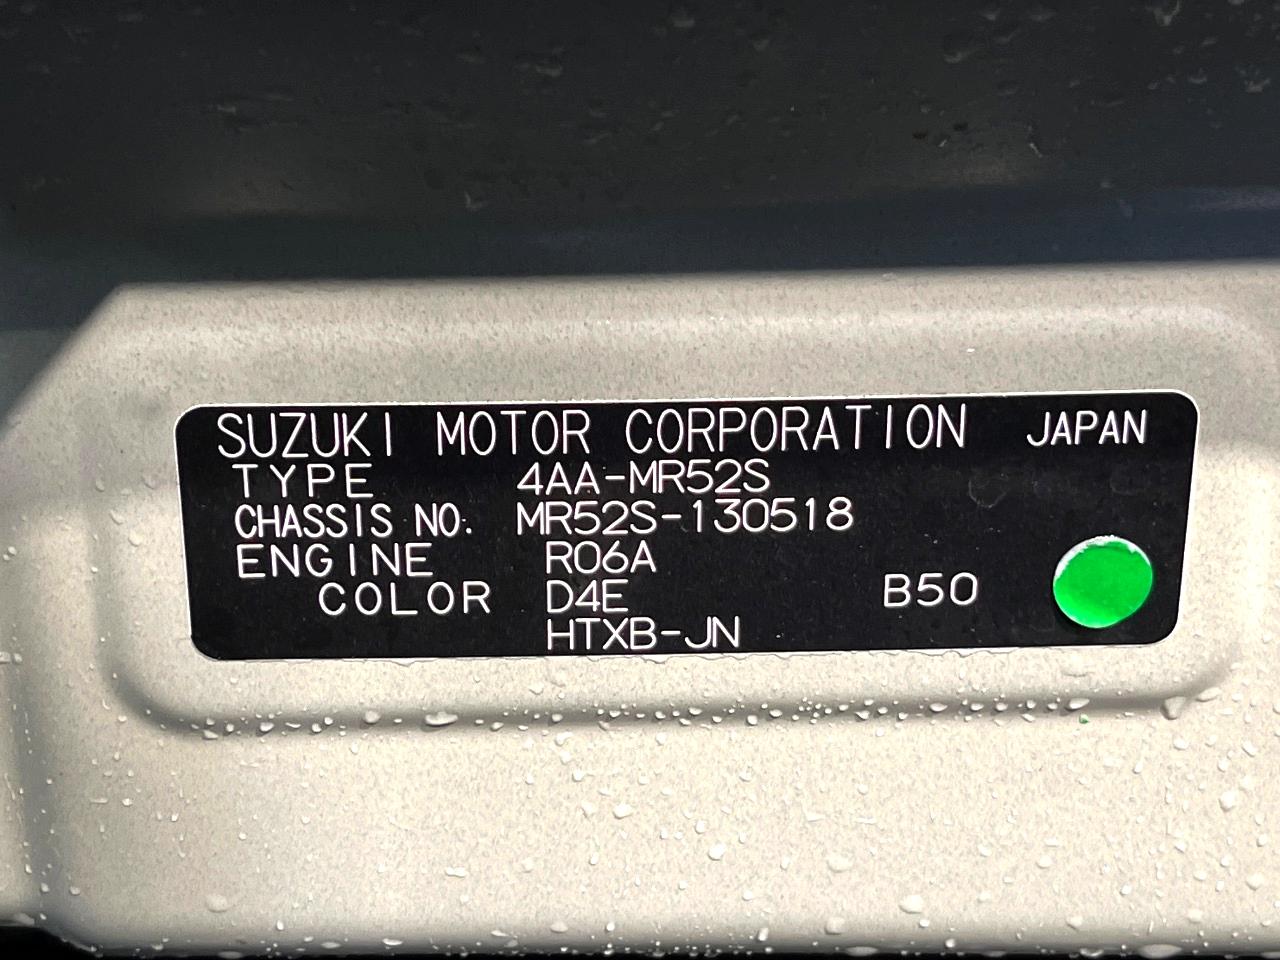 SUZUKI MOTOR CORPORATION JAPAN
TYPE 4AA-MR52S
CHASSIS NO. MR52S-130518
ENGINE R06A
COLOR D4E B50
HTXB-JN